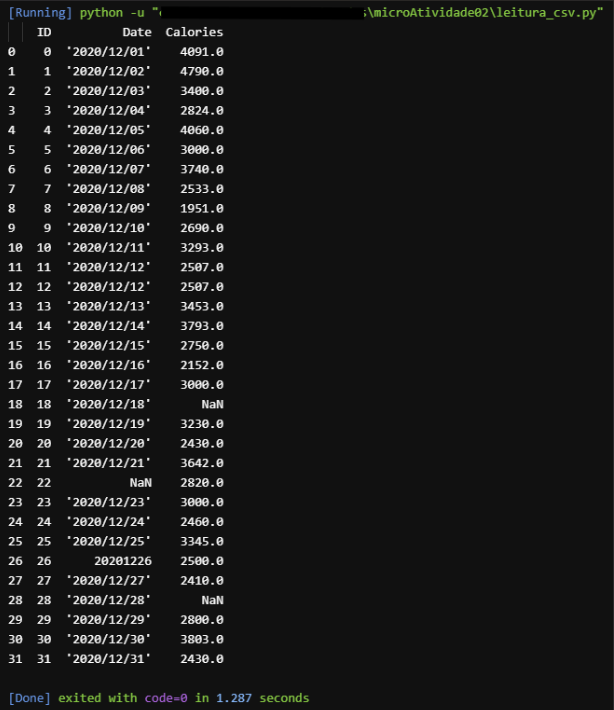 [Running] python -u "c s\microAtividade02\leitura_csv.py"
ID Date Calories
0 0 '2020/12/01' 4091.0
1 1 '2020/12/02' 4790.0
2 2 '2020/12/03' 3400.0
3 3 '2020/12/04' 2824.0
4 4 '2020/12/05' 4060.0
5 5 '2020/12/06' 3000.0
6 6 '2020/12/07' 3740.0
7 7 '2020/12/08' 2533.0
8 8 '2020/12/09' 1951.0
9 9 '2020/12/10' 2690.0
10 10 '2020/12/11' 3293.0
11 11 '2020/12/12' 2507.0
12 12 '2020/12/12' 2507.0
13 13 '2020/12/13' 3453.0
14 14 '2020/12/14' 3793.0
15 15 '2020/12/15' 2750.0
16 16 '2020/12/16' 2152.0
17 17 '2020/12/17' 3000.0
18 18 '2020/12/18' NaN
19 19 '2020/12/19' 3230.0
20 20 '2020/12/20' 2430.0
21 21 '2020/12/21' 3642.0
22 22 NaN 2820.0
23 23 '2020/12/23' 3000.0
24 24 '2020/12/24' 2460.0
25 25 '2020/12/25' 3345.0
26 26 20201226 2500.0
27 27 '2020/12/27' 2410.0
28 28 '2020/12/28' NaN
29 29 '2020/12/29' 2800.0
30 30 '2020/12/30' 3803.0
31 31 '2020/12/31' 2430.0
[Done] exited with code=0 in 1.287 seconds